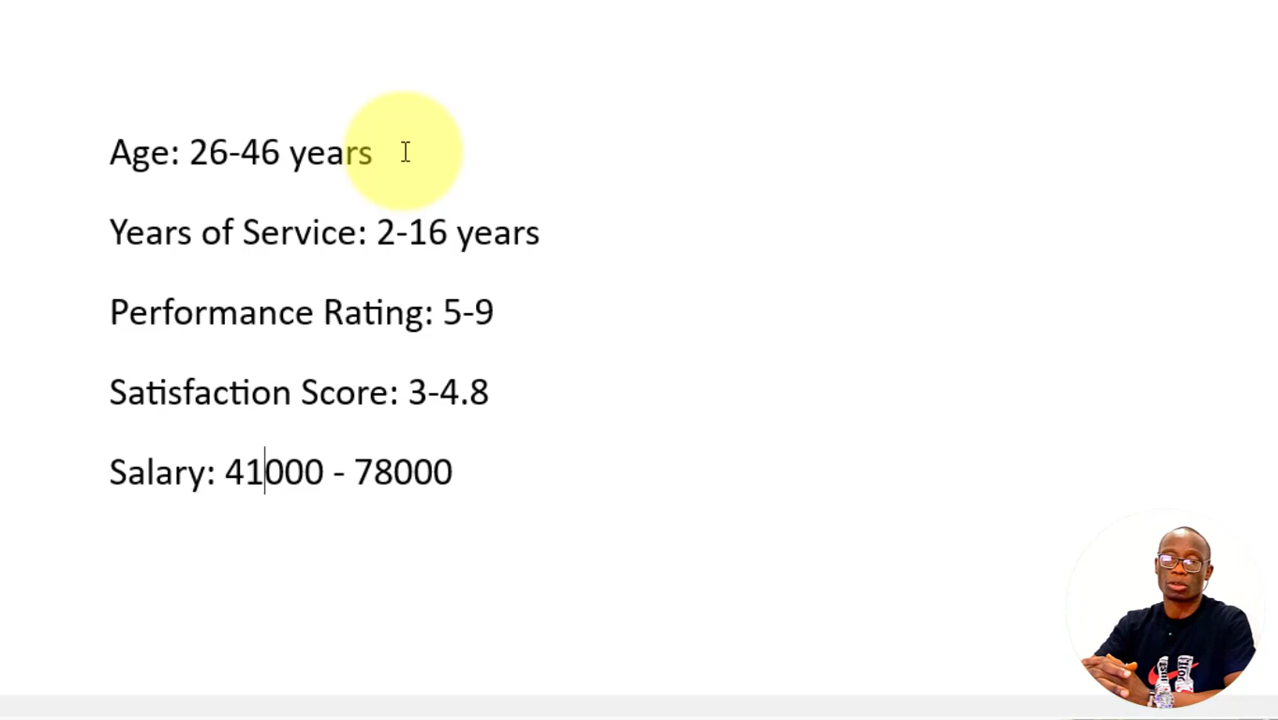 Age: 26-46 years
Years of Service: 2-16 years
Performance Rating: 5-9
Satisfaction Score: 3-4.8
Salary: 41000 - 78000